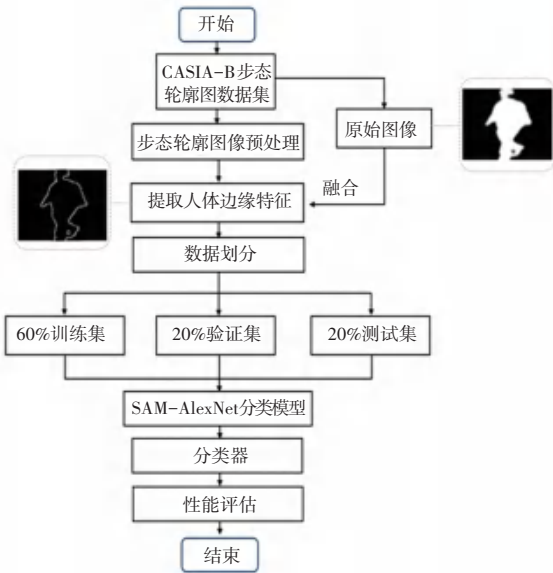 开始
CASIA-B步态
轮廓图数据集
原始图像
步态轮廓图像预处理
融合
提取人体边缘特征
数据划分
60%训练集
20%验证集
20%测试集
SAM-AlexNet分类模型
分类器
性能评估
结束